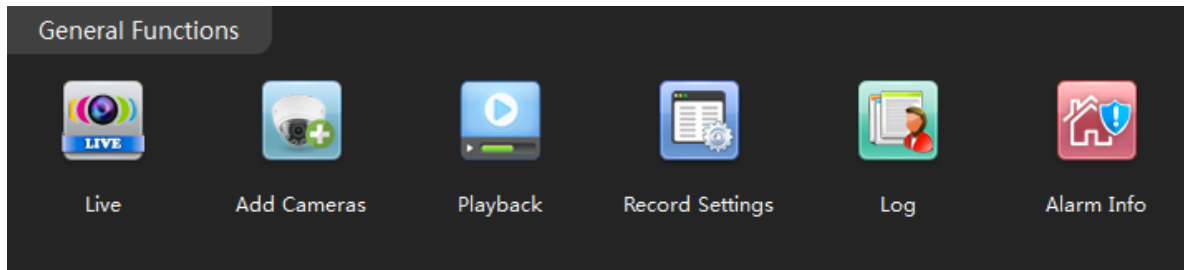 General Functions
LIVE
Live
Add Cameras
Playback
Record Settings
Log
Alarm Info